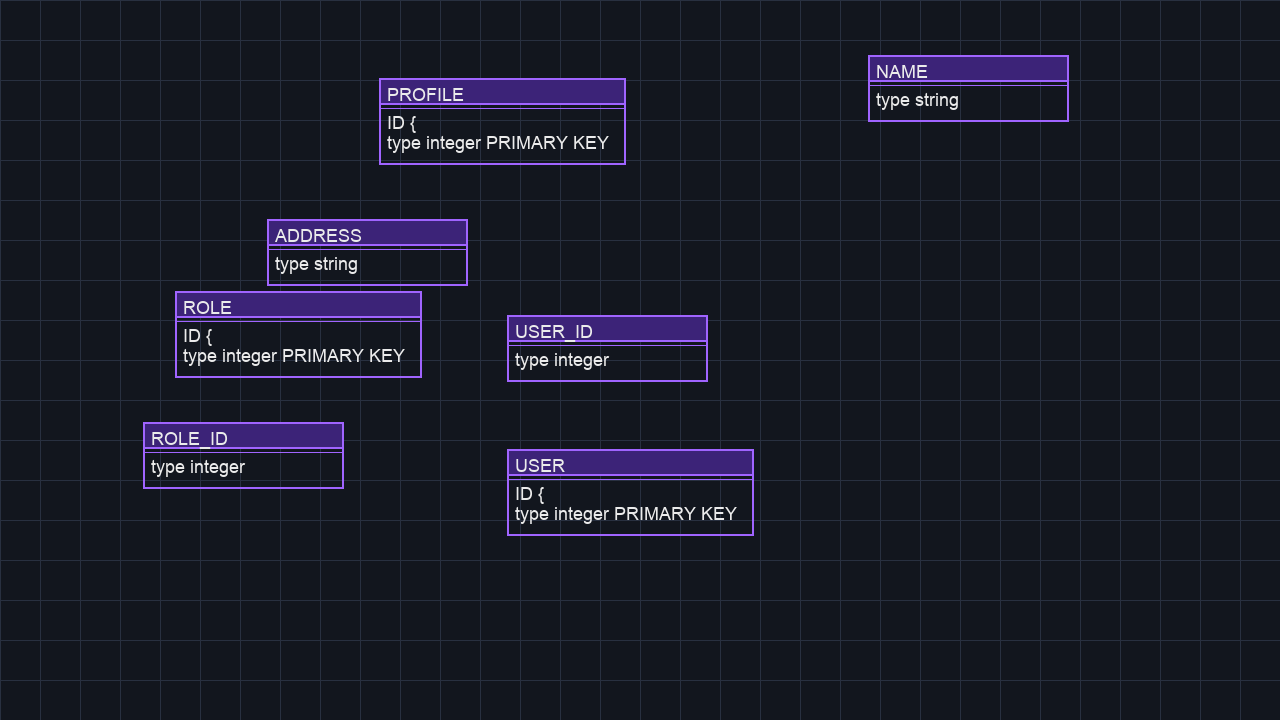 NAME
type string
PROFILE
ID {
type integer PRIMARY KEY
ADDRESS
type string
ROLE
ID {
type integer PRIMARY KEY
USER_ID
type integer
ROLE_ID
type integer
USER
ID {
type integer PRIMARY KEY